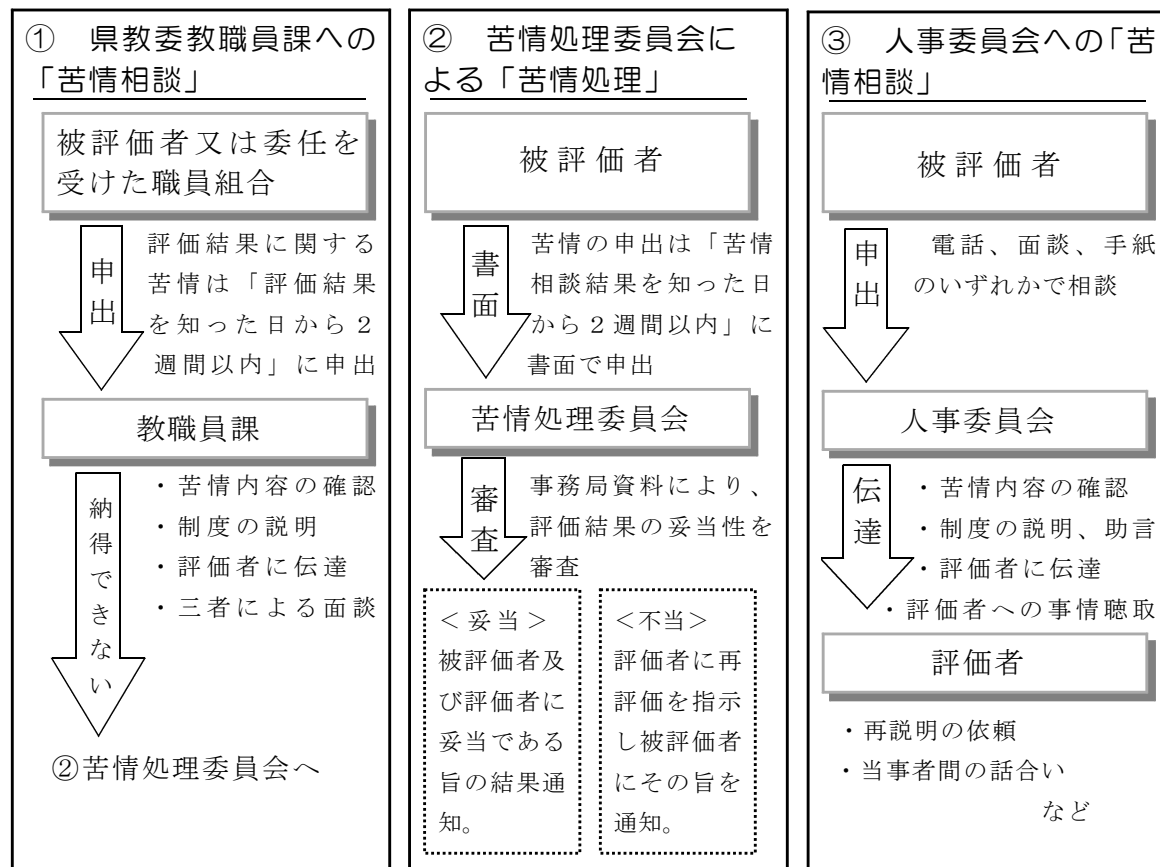 ① 県教委教職員課への
「苦情相談」
被評価者又は委任を
受けた職員組合
申出
評価結果に関する
苦情は「評価結果
を知った日から２
週間以内」に申出
教職員課
納得できない
・苦情内容の確認
・制度の説明
・評価者に伝達
・三者による面談
②苦情処理委員会へ
② 苦情処理委員会に
よる「苦情処理」
被評価者
書面
苦情の申出は「苦情
相談結果を知った日
から２週間以内」に
書面で申出
苦情処理委員会
審査
事務局資料により、
評価結果の妥当性を
審査
＜妥当＞
被評価者及
び評価者に
妥当である
旨の結果通
知。
＜不当＞
評価者に再
評価を指示
し被評価者
にその旨を
通知。
③ 人事委員会への「苦
情相談」
被評価者
申出
電話、面談、手紙
のいずれかで相談
人事委員会
伝達
・苦情内容の確認
・制度の説明、助言
・評価者に伝達
・評価者への事情聴取
評価者
・再説明の依頼
・当事者間の話合い
など